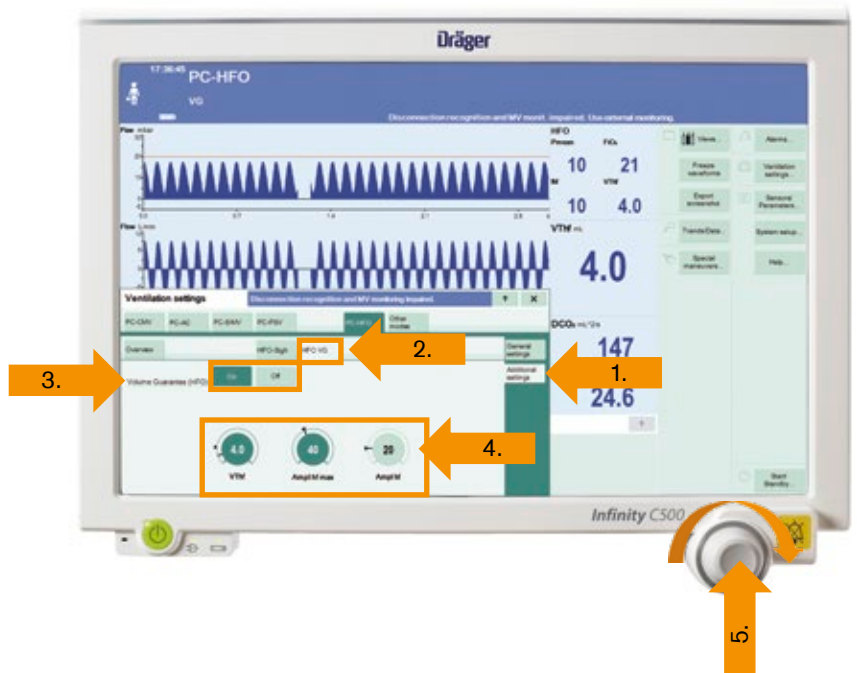 Dräger
17:36:45 PC-HFO
VG
Disconnection recognition and MV monit. impaired. Use external monitoring.
HFO
FiO₂
10 21
10 4.0
VThf mL
4.0
DCO₂ mL²/s
147
24.6
Views...
Alarms...
Freeze waveforms
Ventilation settings...
Export screenshot
Sensors/ Parameters...
Trends/Data...
System setup...
Special maneuvers...
Help...
Start/ Standby...
Flow L/min
Ventilation settings
Disconnection recognition and MV monitoring impaired.
? X
PC-CMV PC-AC PC-SIMV PC-PSV PC-HFO Other modes
Overview HFO-Sigh HFO VG General settings
2.
Additional settings
1.
3.
Volume Guarantee (HFO) On Off
4.0 40 20
VThf Ampl hf max Ampl hf
4.
Infinity C500
5.